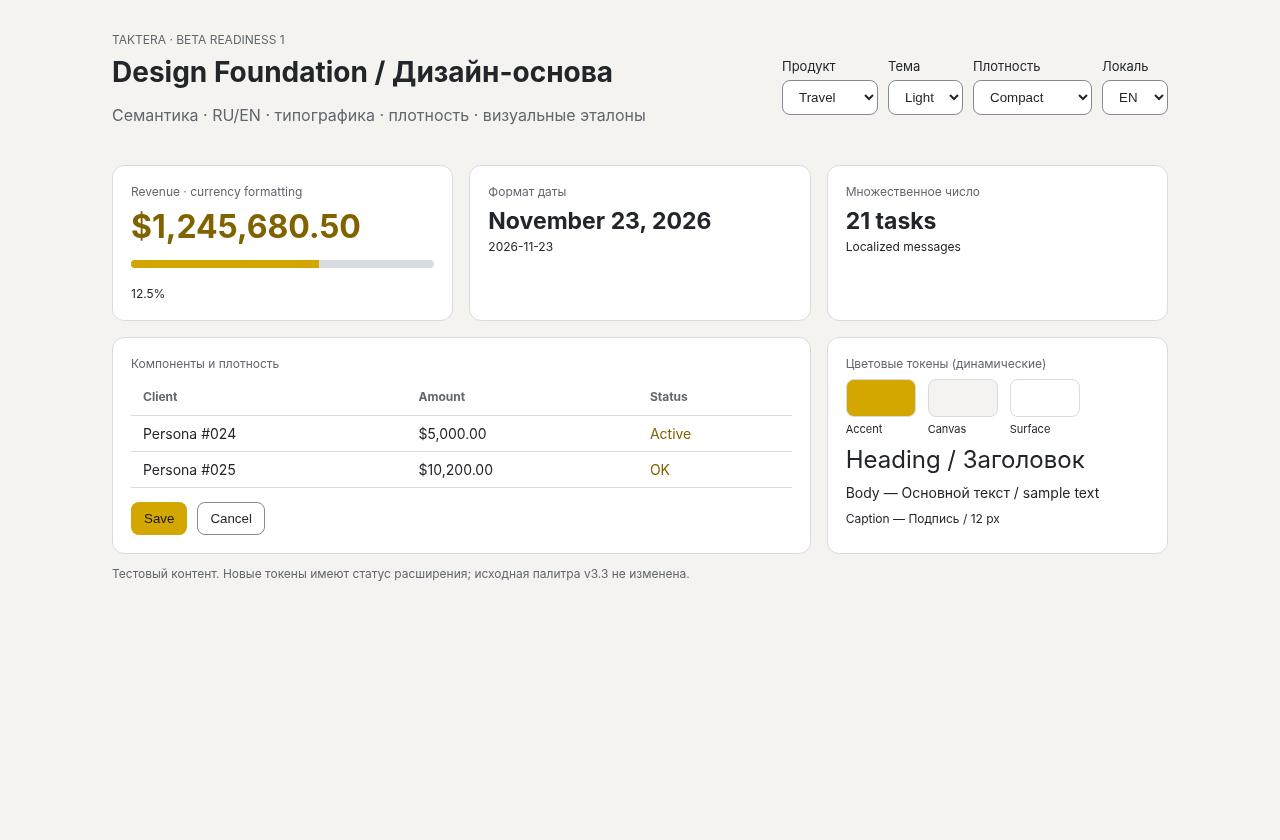 TAKTERA · BETA READINESS 1
Design Foundation / Дизайн-основа
Семантика · RU/EN · типографика · плотность · визуальные эталоны
Продукт Тема Плотность Локаль
Travel Light Compact EN
Revenue · currency formatting
$1,245,680.50
12.5%
Формат даты
November 23, 2026
2026-11-23
Множественное число
21 tasks
Localized messages
Компоненты и плотность
Client Amount Status
Persona #024 $5,000.00 Active
Persona #025 $10,200.00 OK
Save Cancel
Цветовые токены (динамические)
Accent Canvas Surface
Heading / Заголовок
Body — Основной текст / sample text
Caption — Подпись / 12 px
Тестовый контент. Новые токены имеют статус расширения; исходная палитра v3.3 не изменена.